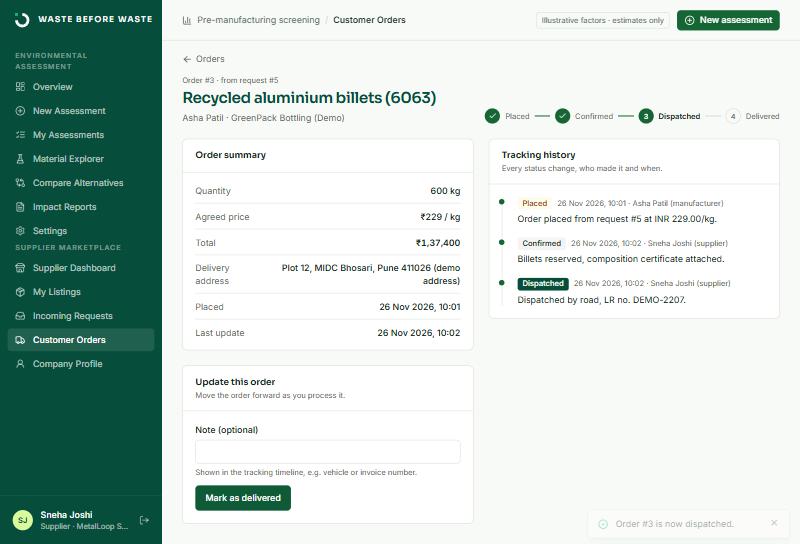 WASTE BEFORE WASTE
ENVIRONMENTAL
ASSESSMENT
Overview
New Assessment
My Assessments
Material Explorer
Compare Alternatives
Impact Reports
Settings
SUPPLIER MARKETPLACE
Supplier Dashboard
My Listings
Incoming Requests
Customer Orders
Company Profile
SJ
Sneha Joshi
Supplier · MetalLoop S...
Pre-manufacturing screening / Customer Orders
Illustrative factors · estimates only
New assessment
Orders
Order #3 · from request #5
Recycled aluminium billets (6063)
Asha Patil · GreenPack Bottling (Demo)
Placed Confirmed 3 Dispatched 4 Delivered
Order summary
Quantity 600 kg
Agreed price ₹229 / kg
Total ₹1,37,400
Delivery address Plot 12, MIDC Bhosari, Pune 411026 (demo address)
Placed 26 Nov 2026, 10:01
Last update 26 Nov 2026, 10:02
Update this order
Move the order forward as you process it.
Note (optional)
Shown in the tracking timeline, e.g. vehicle or invoice number.
Mark as delivered
Tracking history
Every status change, who made it and when.
Placed 26 Nov 2026, 10:01 · Asha Patil (manufacturer)
Order placed from request #5 at INR 229.00/kg.
Confirmed 26 Nov 2026, 10:02 · Sneha Joshi (supplier)
Billets reserved, composition certificate attached.
Dispatched 26 Nov 2026, 10:02 · Sneha Joshi (supplier)
Dispatched by road, LR no. DEMO-2207.
Order #3 is now dispatched.